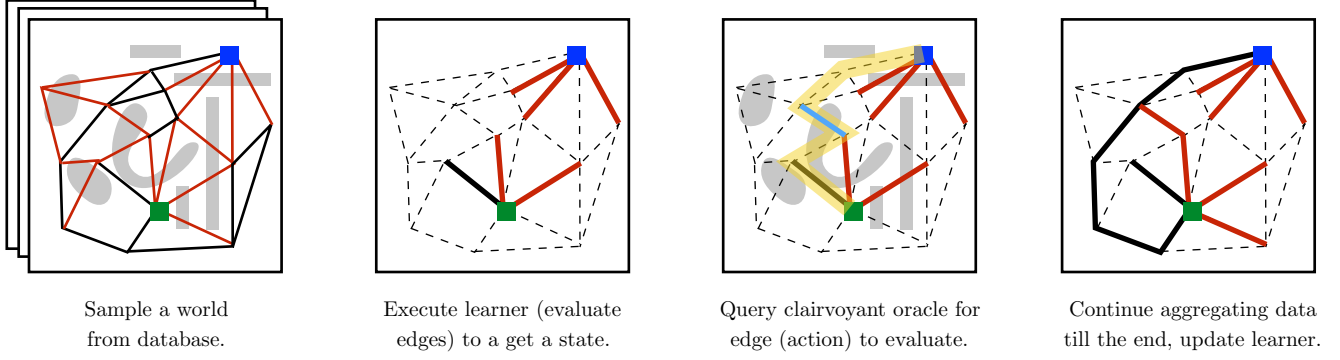 Sample a world
from database.
Execute learner (evaluate
edges) to a get a state.
Query clairvoyant oracle for
edge (action) to evaluate.
Continue aggregating data
till the end, update learner.